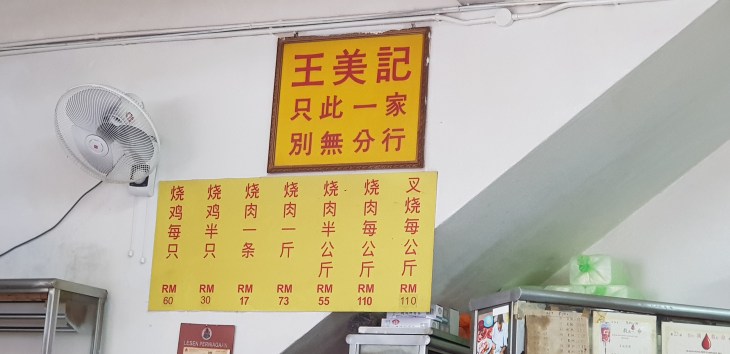 王美記
只此一家
別無分行
烧鸡每只
RM
60
烧鸡半只
RM
30
烧肉一条
RM
17
烧肉一斤
RM
73
烧肉半公斤
RM
55
烧肉每公斤
RM
110
叉烧每公斤
RM
110
LESEN PERNIAGAAN